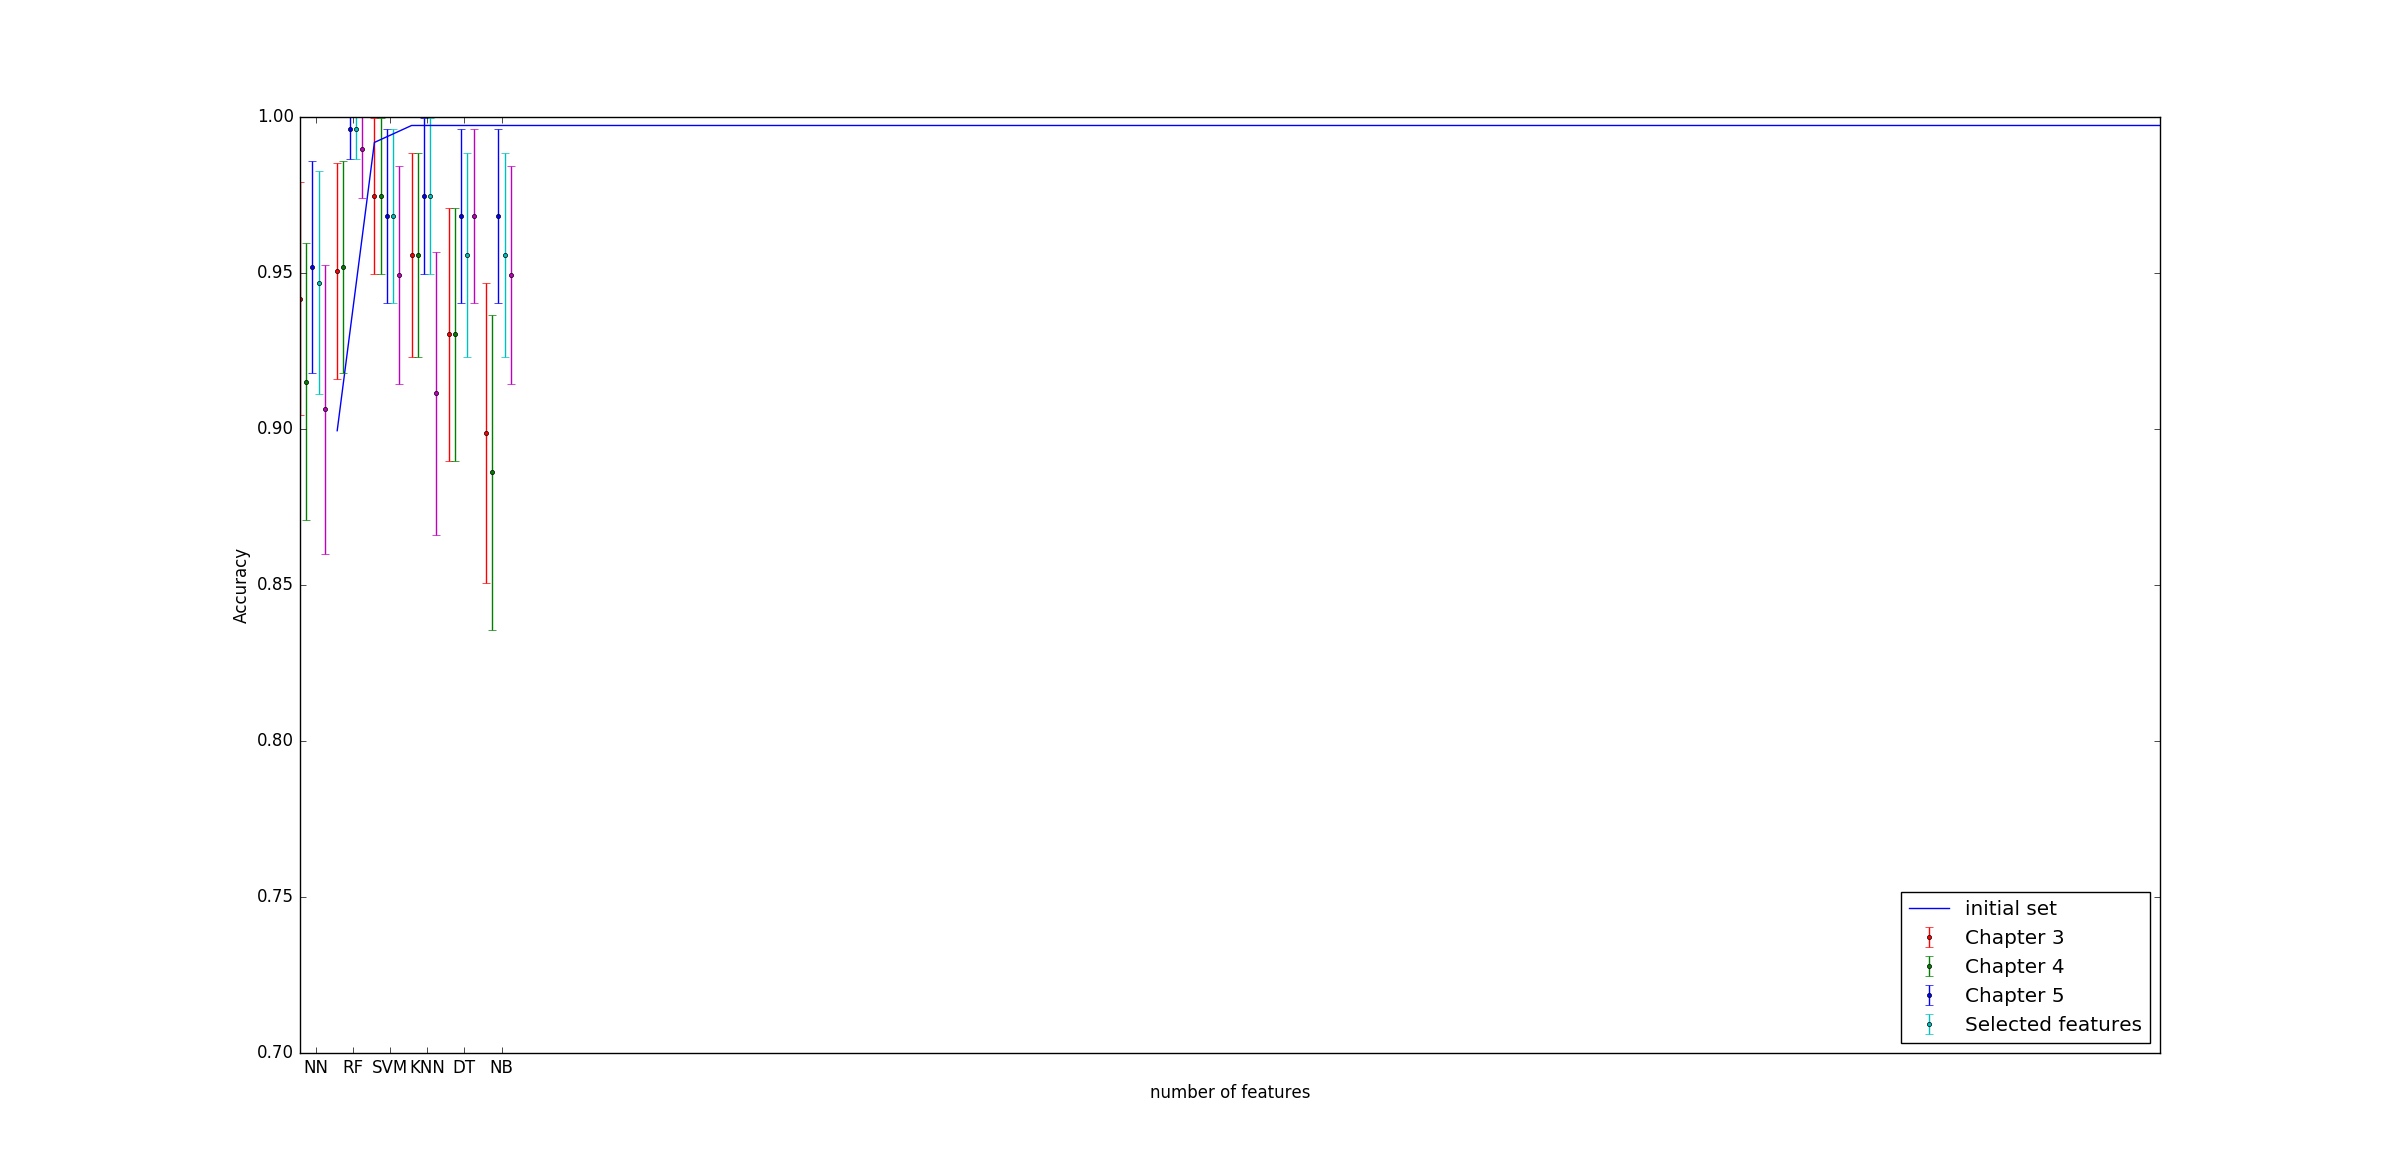 1.00
0.95
0.90
0.85
0.80
0.75
0.70
Accuracy
NN RF SVM KNN DT NB
number of features
initial set
Chapter 3
Chapter 4
Chapter 5
Selected features